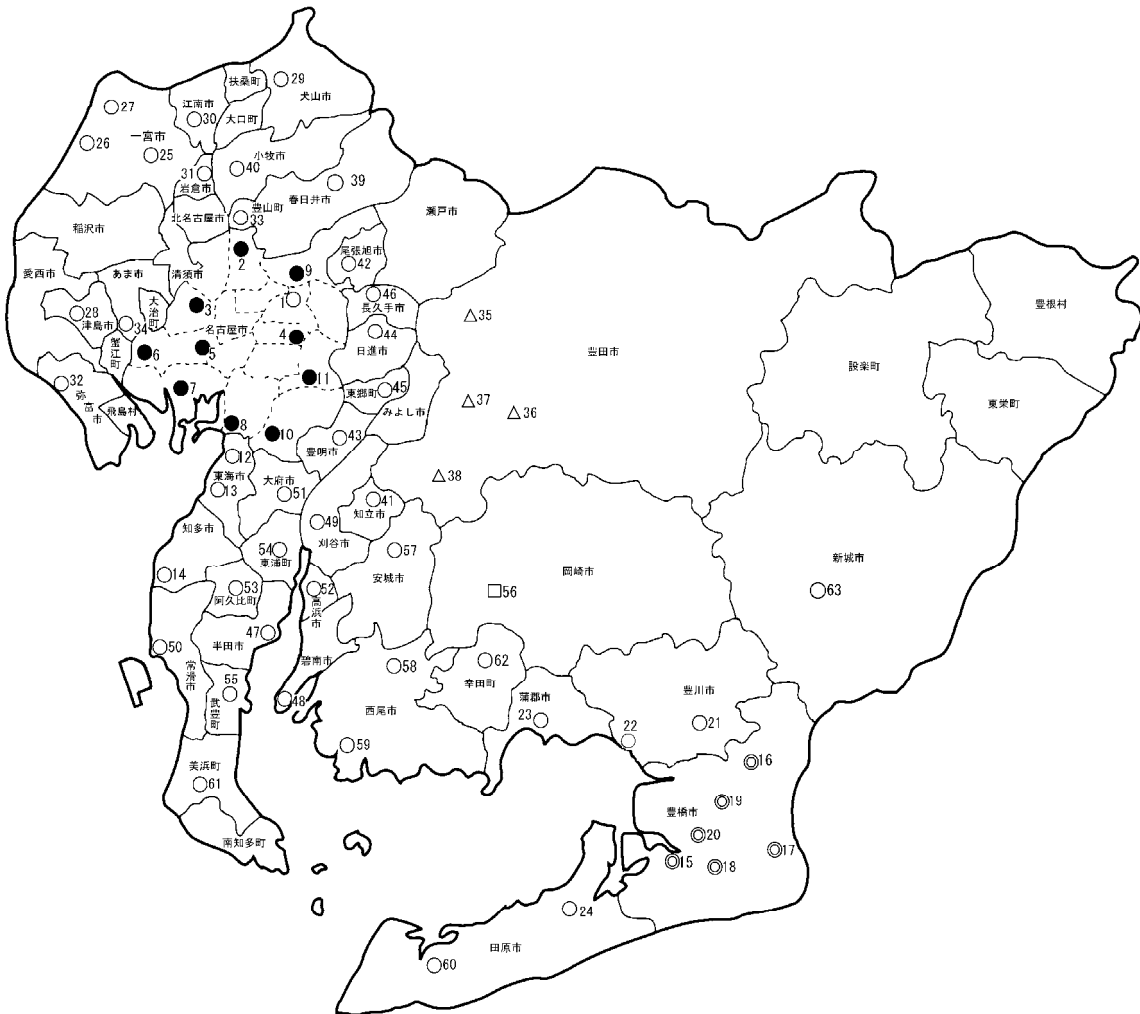 扶桑町
29
犬山市
27
江南市
30
大口町
26
一宮市
25
小牧市
31
40
39
岩倉市
春日井市
豊山町
33
北名古屋市
瀬戸市
稲沢市
尾張旭市
42
2
9
愛西市
あま市
清須市
1
46
長久手市
豊根村
28
津島市
34
大治町
3
名古屋市
4
44
日進市
35
豊田市
設楽町
6
5
蟹江町
11
32
弥富市
7
東郷町
45
みよし市
37
36
東栄町
飛島村
8
10
豊明市
43
12
東海市
13
大府市
51
41
知立市
38
知多市
49
刈谷市
54
東浦町
57
安城市
岡崎市
新城市
14
53
阿久比町
52
高浜市
56
63
50
47
半田市
碧南市
58
62
幸田町
常滑市
55
武豊町
48
西尾市
蒲郡市
23
豊川市
21
22
59
16
美浜町
61
豊橋市
19
20
15
18
17
南知多町
24
田原市
60